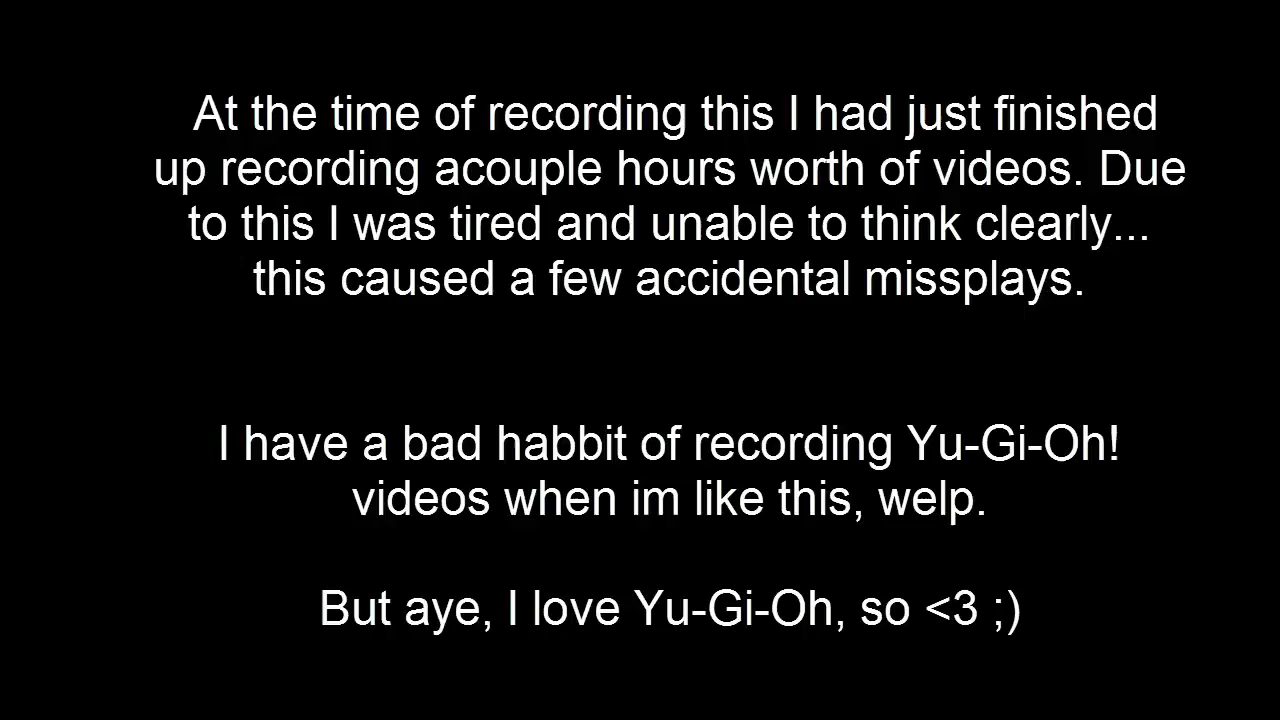 At the time of recording this I had just finished
up recording acouple hours worth of videos. Due
to this I was tired and unable to think clearly...
this caused a few accidental missplays.
I have a bad habbit of recording Yu-Gi-Oh!
videos when im like this, welp.
But aye, I love Yu-Gi-Oh, so <3 ;)